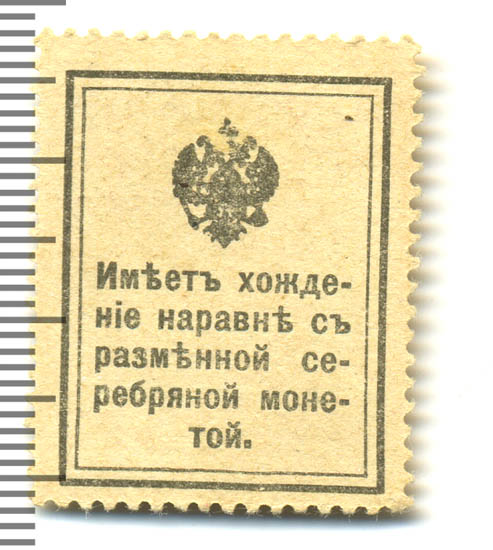 Имѣетъ хожде-
ніе наравнѣ съ
размѣнной се-
ребряной моне-
той.